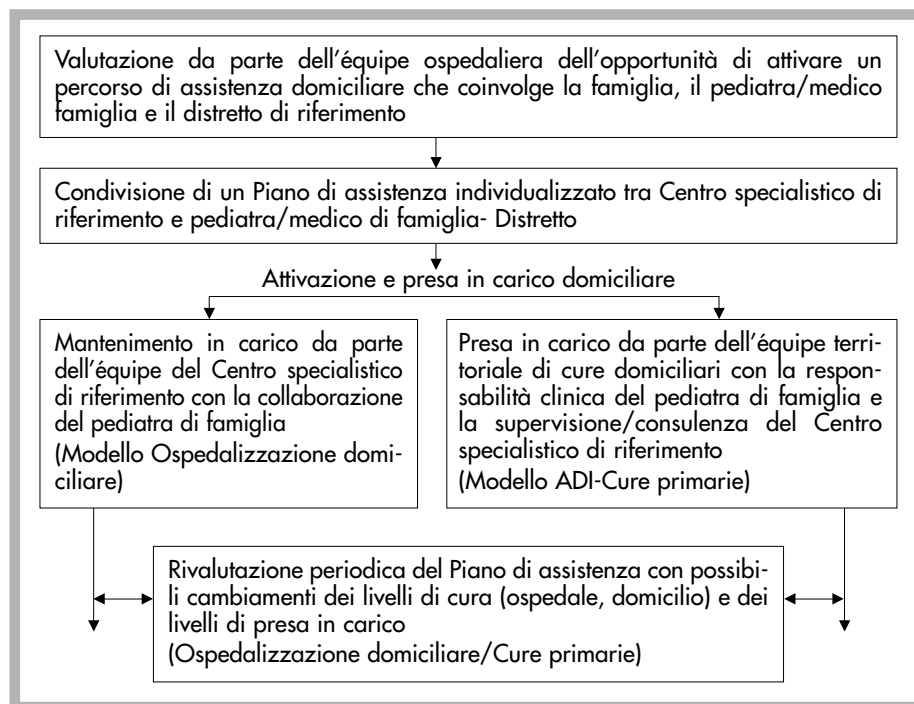 Valutazione da parte dell'équipe ospedaliera dell'opportunità di attivare un
percorso di assistenza domiciliare che coinvolge la famiglia, il pediatra/medico
famiglia e il distretto di riferimento
Condivisione di un Piano di assistenza individualizzato tra Centro specialistico di
riferimento e pediatra/medico di famiglia- Distretto
Attivazione e presa in carico domiciliare
Mantenimento in carico da parte
dell'équipe del Centro specialistico
di riferimento con la collaborazione
del pediatra di famiglia
(Modello Ospedalizzazione domi-
ciliare)
Presa in carico da parte dell'équipe terri-
toriale di cure domiciliari con la respon-
sabilità clinica del pediatra di famiglia e
la supervisione/consulenza del Centro
specialistico di riferimento
(Modello ADI-Cure primarie)
Rivalutazione periodica del Piano di assistenza con possibi-
li cambiamenti dei livelli di cura (ospedale, domicilio) e dei
livelli di presa in carico
(Ospedalizzazione domiciliare/Cure primarie)